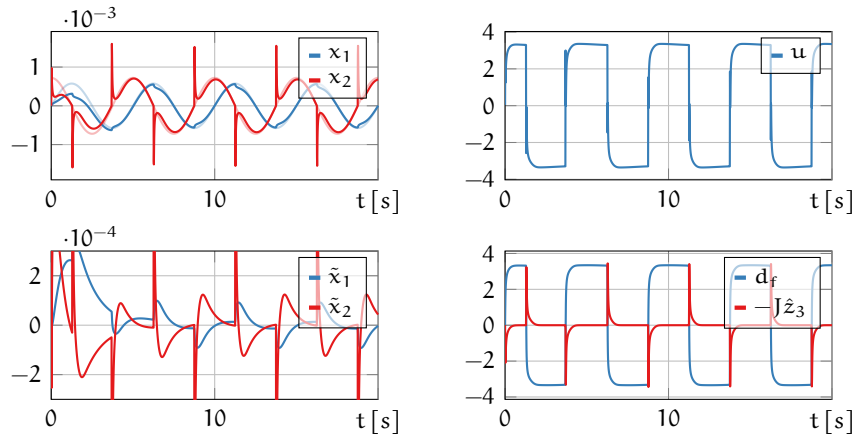 ·10⁻³
1
0
−1
x₁
x₂
0 10
t [s]
4
2
0
−2
−4
u
0 10
t [s]
·10⁻⁴
2
0
−2
x̃₁
x̃₂
0 10
t [s]
4
2
0
−2
−4
d_f
−Jẑ₃
0 10
t [s]